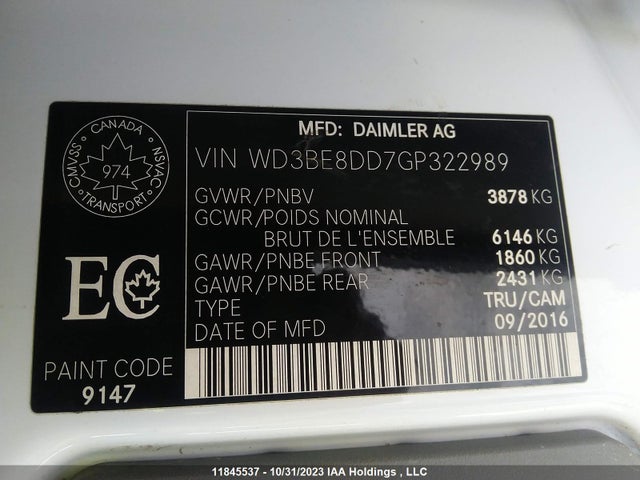 CANADA
CMVSS
974
NSVAC
TRANSPORT
EC
PAINT CODE
9147
MFD: DAIMLER AG
VIN WD3BE8DD7GP322989
GVWR/PNBV 3878 KG
GCWR/POIDS NOMINAL
BRUT DE L'ENSEMBLE 6146 KG
GAWR/PNBE FRONT 1860 KG
GAWR/PNBE REAR 2431 KG
TYPE TRU/CAM
DATE OF MFD 09/2016
11845537 - 10/31/2023 IAA Holdings , LLC